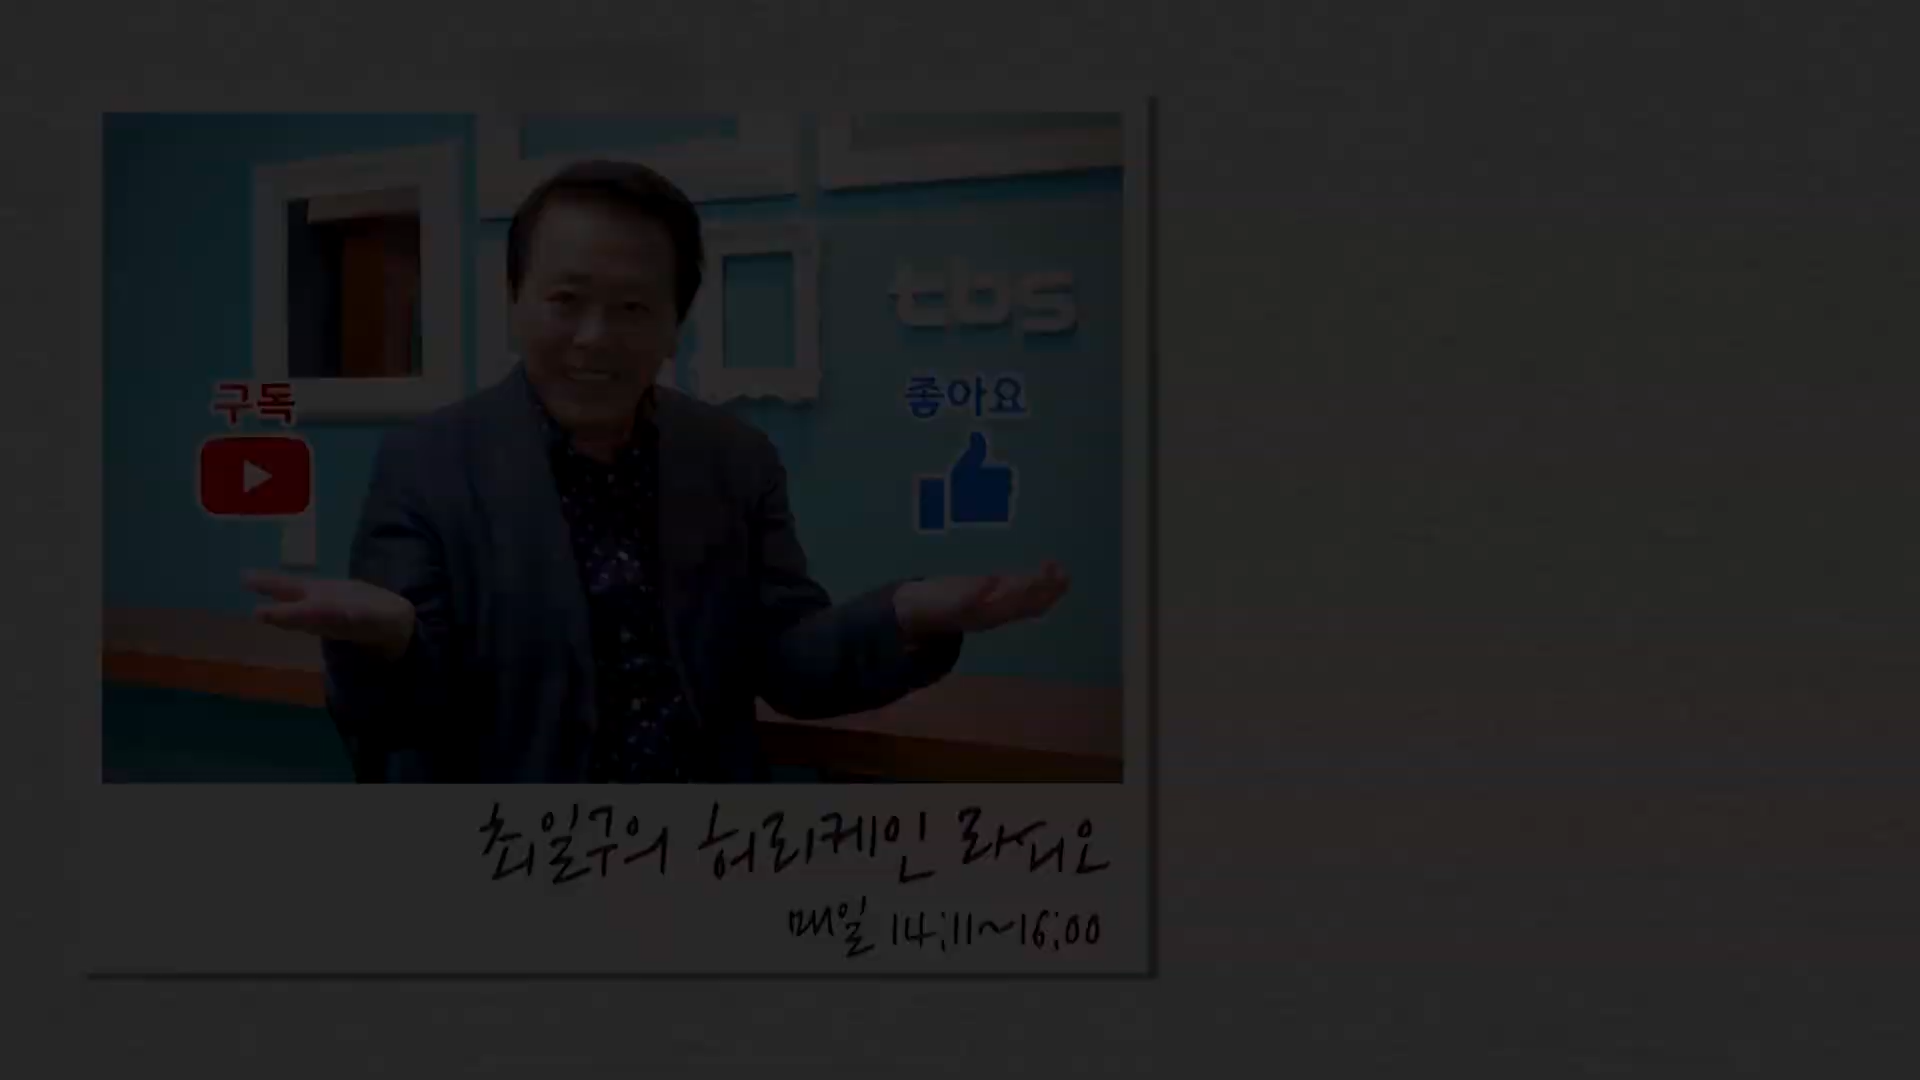 tbs
구독
좋아요
최일구의 허리케인 라디오
매일 14:11~16:00